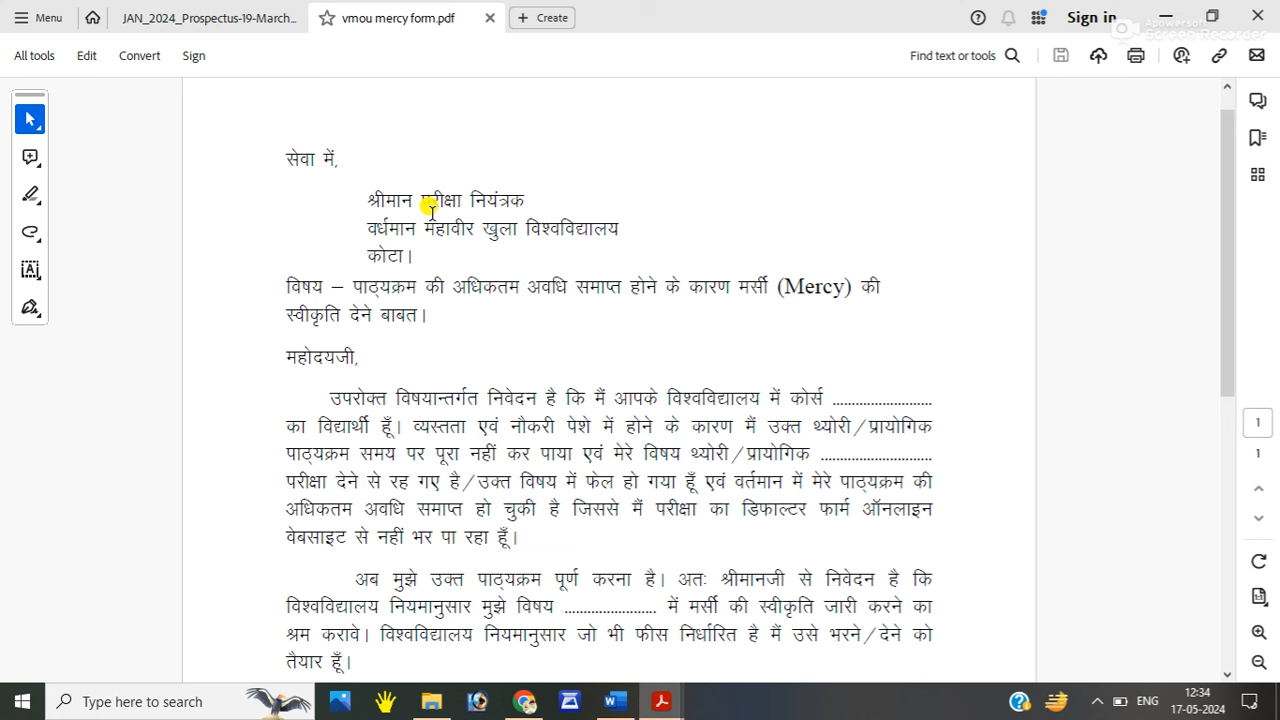 Menu
JAN_2024_Prospectus-19-March...
vmou mercy form.pdf
Create
Sign in
Apowersoft
Screen Recorder
All tools
Edit
Convert
Sign
Find text or tools
सेवा में,
श्रीमान परीक्षा नियंत्रक
वर्धमान महावीर खुला विश्वविद्यालय
कोटा।
विषय – पाठ्यक्रम की अधिकतम अवधि समाप्त होने के कारण मर्सी (Mercy) की
स्वीकृति देने बाबत।
महोदयजी,
उपरोक्त विषयान्तर्गत निवेदन है कि मैं आपके विश्वविद्यालय में कोर्स ..........................
का विद्यार्थी हूँ। व्यस्तता एवं नौकरी पेशे में होने के कारण मैं उक्त थ्योरी/प्रायोगिक
पाठ्यक्रम समय पर पूरा नहीं कर पाया एवं मेरे विषय थ्योरी/प्रायोगिक .............................
परीक्षा देने से रह गए है/उक्त विषय में फेल हो गया हूँ एवं वर्तमान में मेरे पाठ्यक्रम की
अधिकतम अवधि समाप्त हो चुकी है जिससे मैं परीक्षा का डिफाल्टर फार्म ऑनलाइन
वेबसाइट से नहीं भर पा रहा हूँ।
अब मुझे उक्त पाठ्यक्रम पूर्ण करना है। अतः श्रीमानजी से निवेदन है कि
विश्वविद्यालय नियमानुसार मुझे विषय ........................ में मर्सी की स्वीकृति जारी करने का
श्रम करावे। विश्वविद्यालय नियमानुसार जो भी फीस निर्धारित है मैं उसे भरने/देने को
तैयार हूँ।
1
1
Type here to search
ENG
12:34
17-05-2024